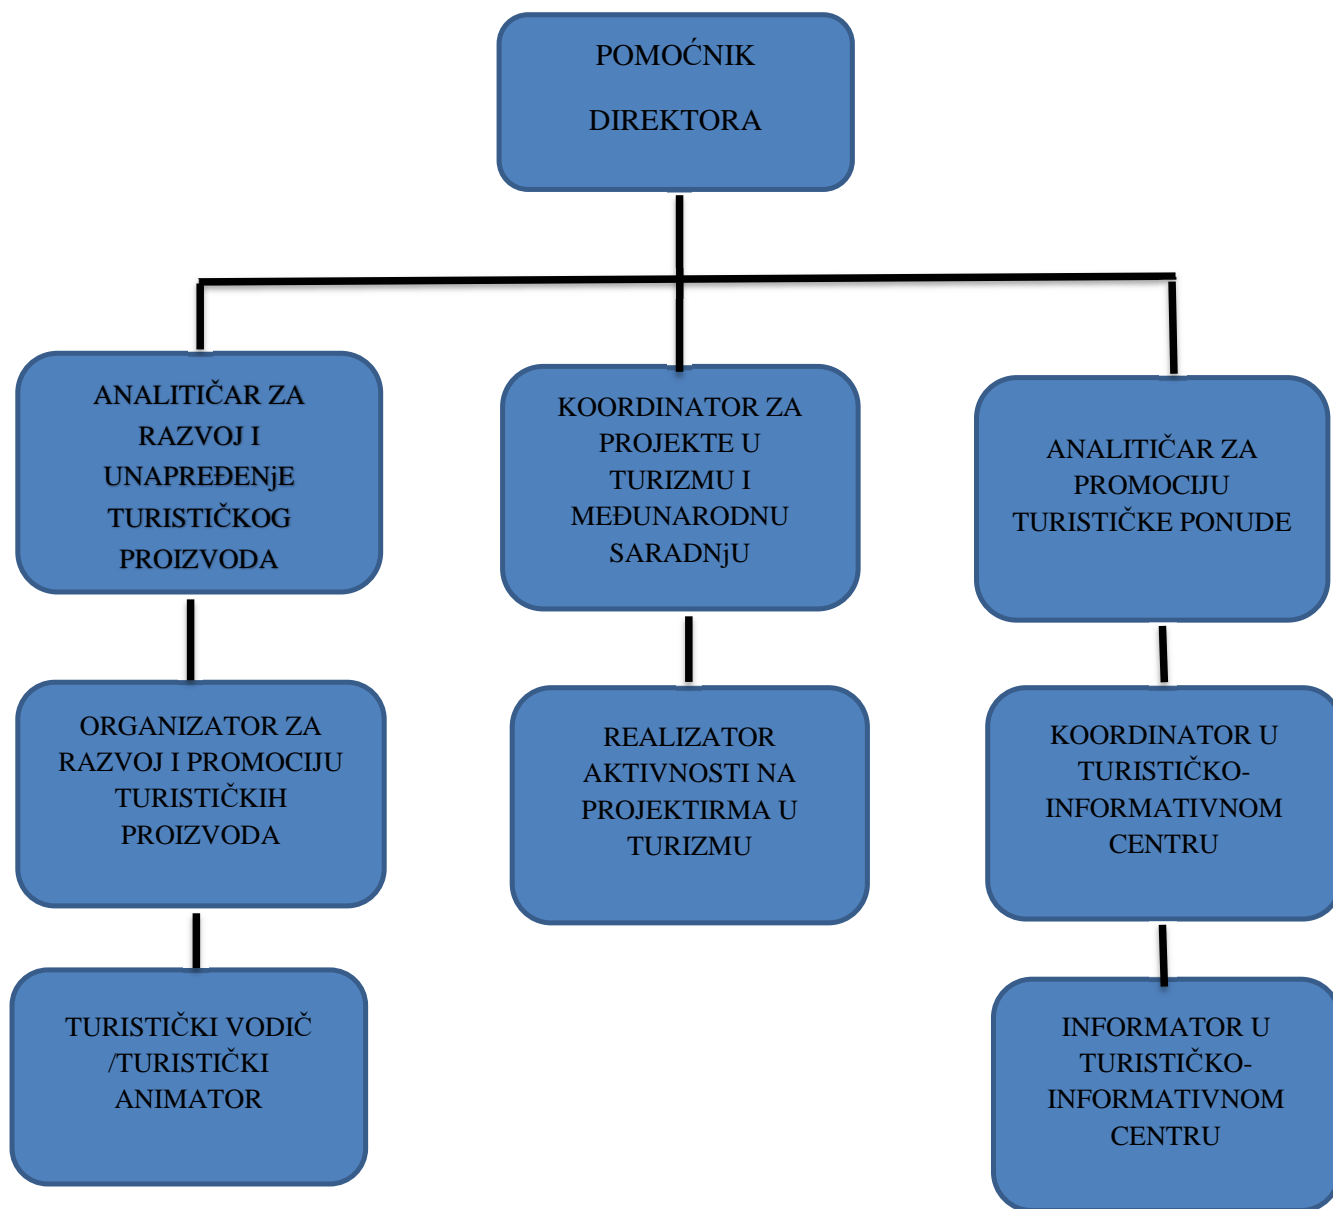 POMOĆNIK
DIREKTORA
ANALITIČAR ZA
RAZVOJ I
UNAPREĐENjE
TURISTIČKOG
PROIZVODA
KOORDINATOR ZA
PROJEKTE U
TURIZMU I
MEĐUNARODNU
SARADNjU
ANALITIČAR ZA
PROMOCIJU
TURISTIČKE PONUDE
ORGANIZATOR ZA
RAZVOJ I PROMOCIJU
TURISTIČKIH
PROIZVODA
REALIZATOR
AKTIVNOSTI NA
PROJEKTIRMA U
TURIZMU
KOORDINATOR U
TURISTIČKO-
INFORMATIVNOM
CENTRU
TURISTIČKI VODIČ
/TURISTIČKI
ANIMATOR
INFORMATOR U
TURISTIČKO-
INFORMATIVNOM
CENTRU